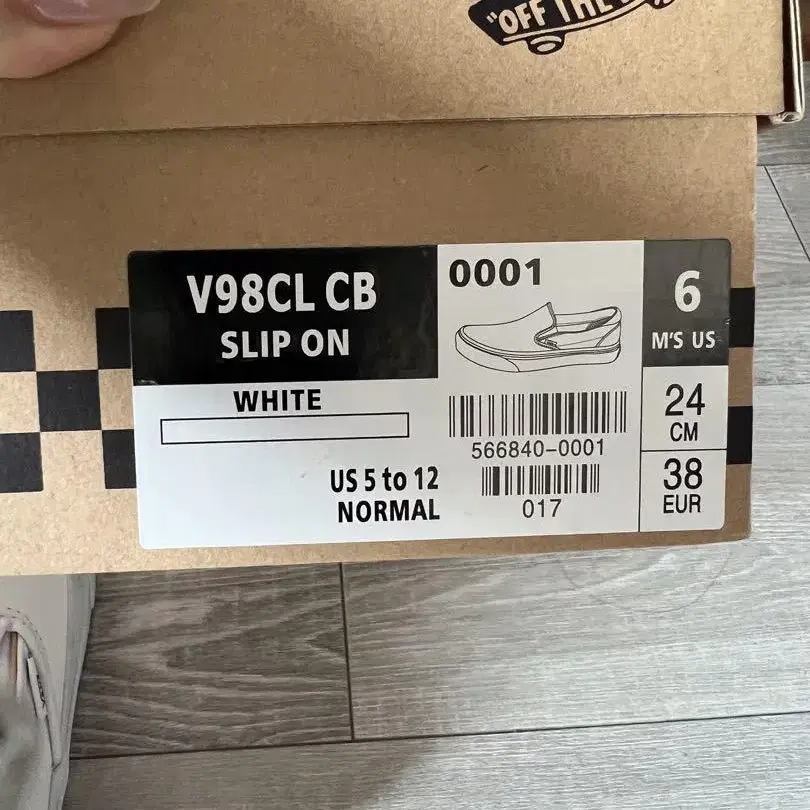 "OFF THE
V98CL CB
SLIP ON
WHITE
US 5 to 12
NORMAL
0001
566840-0001
017
6
M'S US
24
CM
38
EUR